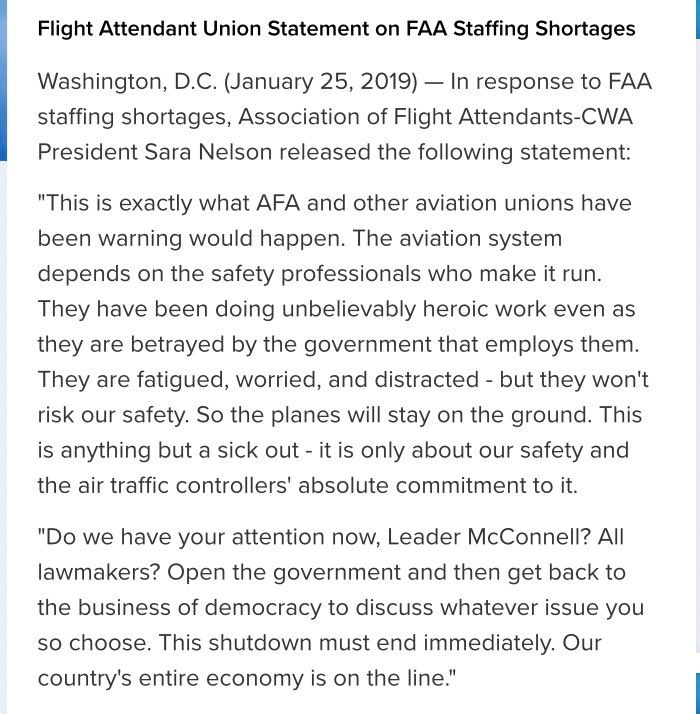 Flight Attendant Union Statement on FAA Staffing Shortages
Washington, D.C. (January 25, 2019) — In response to FAA
staffing shortages, Association of Flight Attendants-CWA
President Sara Nelson released the following statement:
"This is exactly what AFA and other aviation unions have
been warning would happen. The aviation system
depends on the safety professionals who make it run.
They have been doing unbelievably heroic work even as
they are betrayed by the government that employs them.
They are fatigued, worried, and distracted - but they won't
risk our safety. So the planes will stay on the ground. This
is anything but a sick out - it is only about our safety and
the air traffic controllers' absolute commitment to it.
"Do we have your attention now, Leader McConnell? All
lawmakers? Open the government and then get back to
the business of democracy to discuss whatever issue you
so choose. This shutdown must end immediately. Our
country's entire economy is on the line."